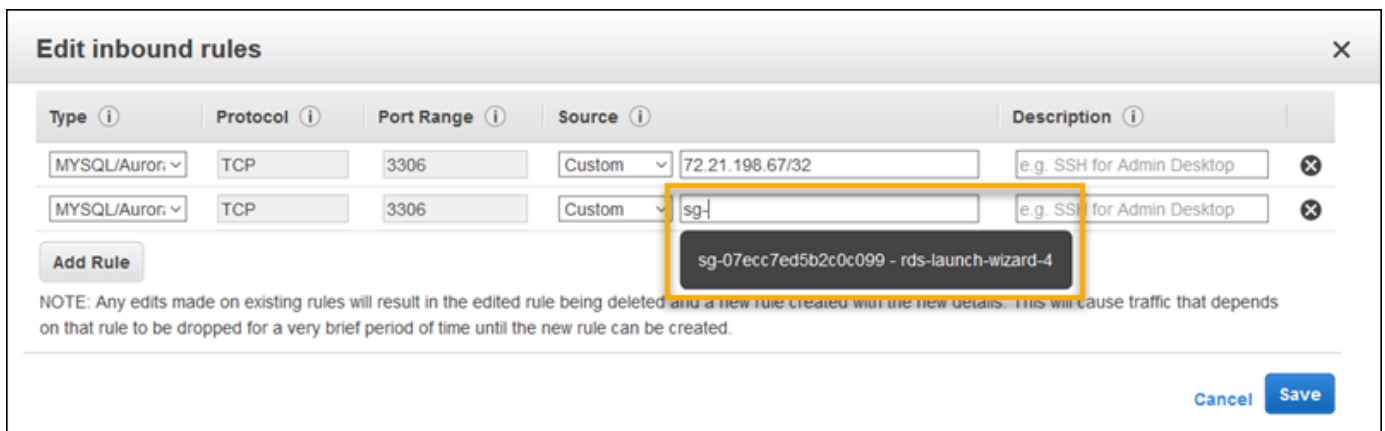 Edit inbound rules
Type Protocol Port Range Source Description
MYSQL/Auror TCP 3306 Custom 72.21.198.67/32 e.g. SSH for Admin Desktop
MYSQL/Auror TCP 3306 Custom sg- e.g. SSH for Admin Desktop
sg-07ecc7ed5b2c0c099 - rds-launch-wizard-4
Add Rule
NOTE: Any edits made on existing rules will result in the edited rule being deleted and a new rule created with the new details. This will cause traffic that depends
on that rule to be dropped for a very brief period of time until the new rule can be created.
Cancel Save